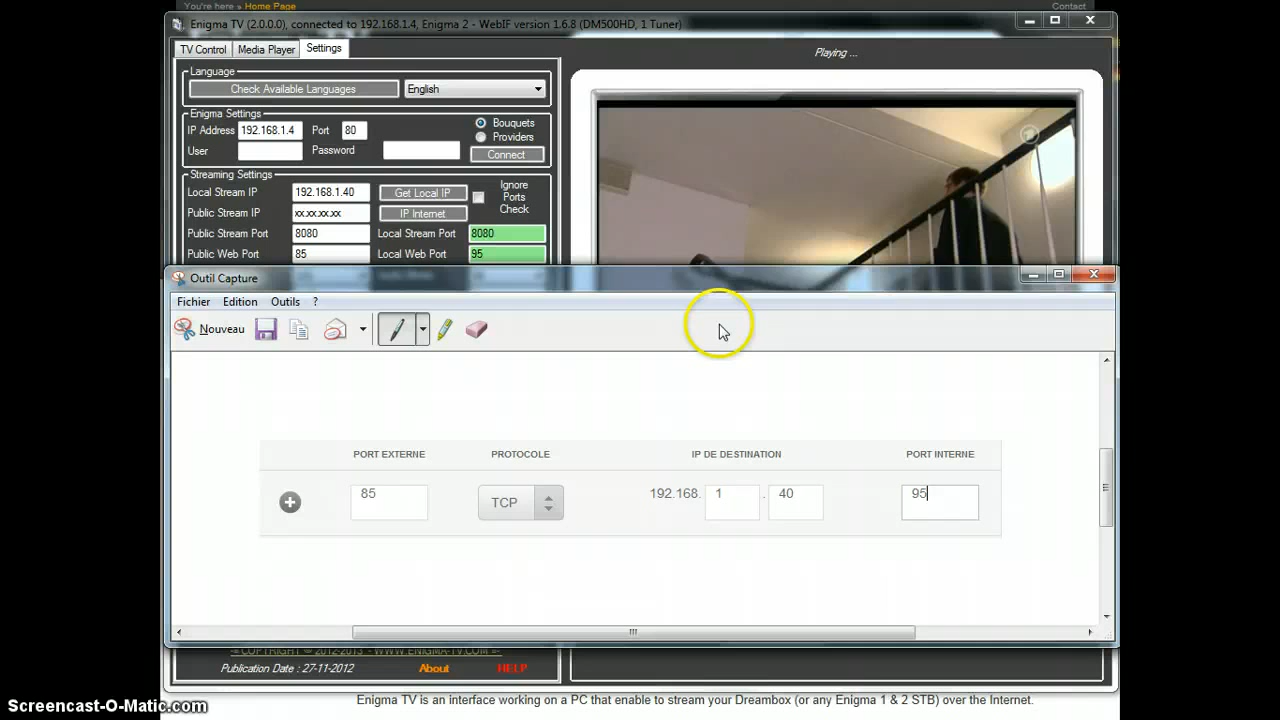 You're here » Home Page Contact
Enigma TV (2.0.0.0), connected to 192.168.1.4, Enigma 2 - WebIF version 1.6.8 (DM500HD, 1 Tuner)
TV Control Media Player Settings
Playing ...
Language
Check Available Languages English
Enigma Settings
IP Address 192.168.1.4 Port 80 Bouquets
Providers
User Password Connect
Streaming Settings
Local Stream IP 192.168.1.40 Get Local IP Ignore Ports Check
Public Stream IP xx.xx.xx.xx IP Internet
Public Stream Port 8080 Local Stream Port 8080
Public Web Port 85 Local Web Port 95
Outil Capture
Fichier Edition Outils ?
Nouveau
PORT EXTERNE PROTOCOLE IP DE DESTINATION PORT INTERNE
85 TCP 192.168. 1 . 40 95
-= COPYRIGHT © 2012-2013 - WWW.ENIGMA-TV.COM =-
Publication Date : 27-11-2012 About HELP
Enigma TV is an interface working on a PC that enable to stream your Dreambox (or any Enigma 1 & 2 STB) over the Internet.
Screencast-O-Matic.com